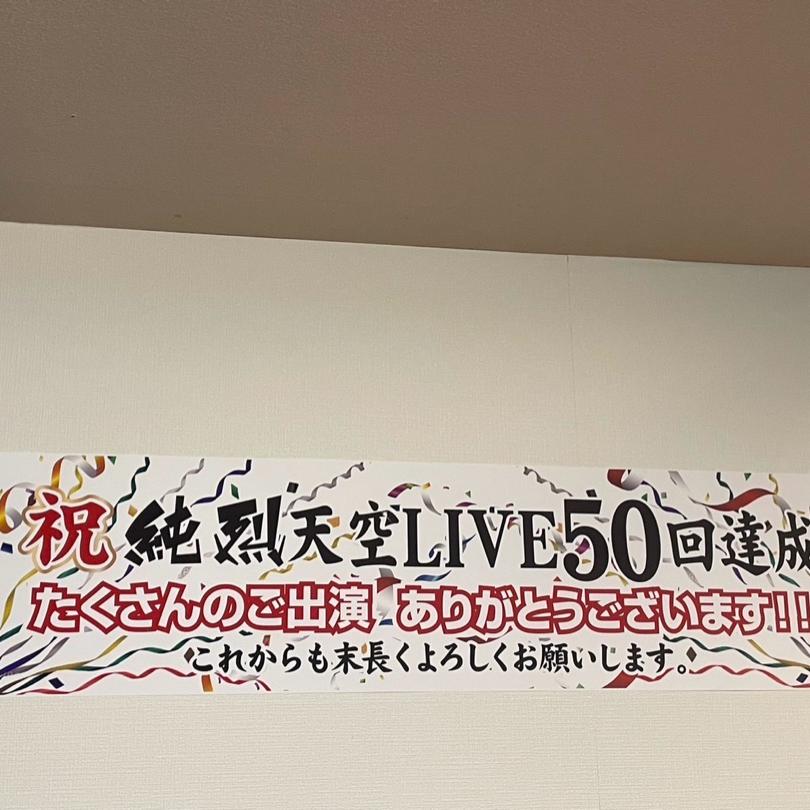 祝 純烈天空LIVE50回達成
たくさんのご出演 ありがとうございます!!
これからも末長くよろしくお願いします。